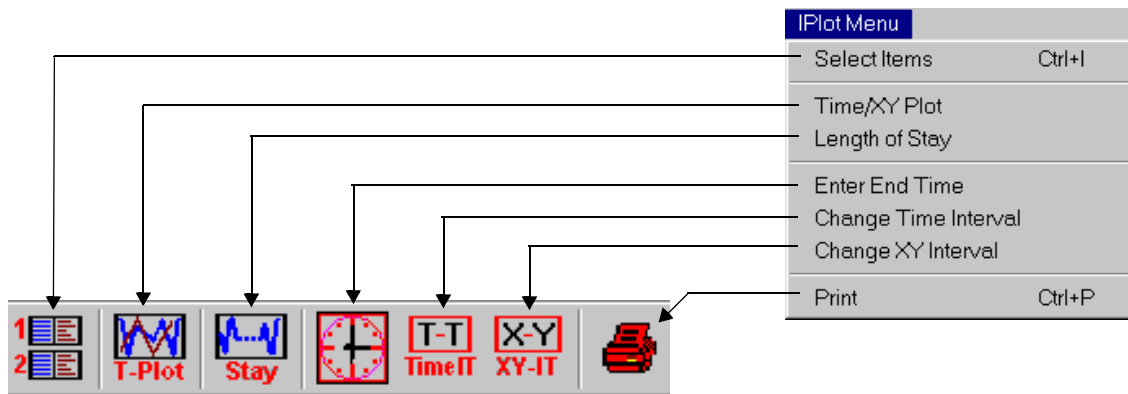 IPlot Menu
Select Items Ctrl+I
Time/XY Plot
Length of Stay
Enter End Time
Change Time Interval
Change XY Interval
Print Ctrl+P
1
2
T-Plot
Stay
T-T
TimeIT
X-Y
XY-IT